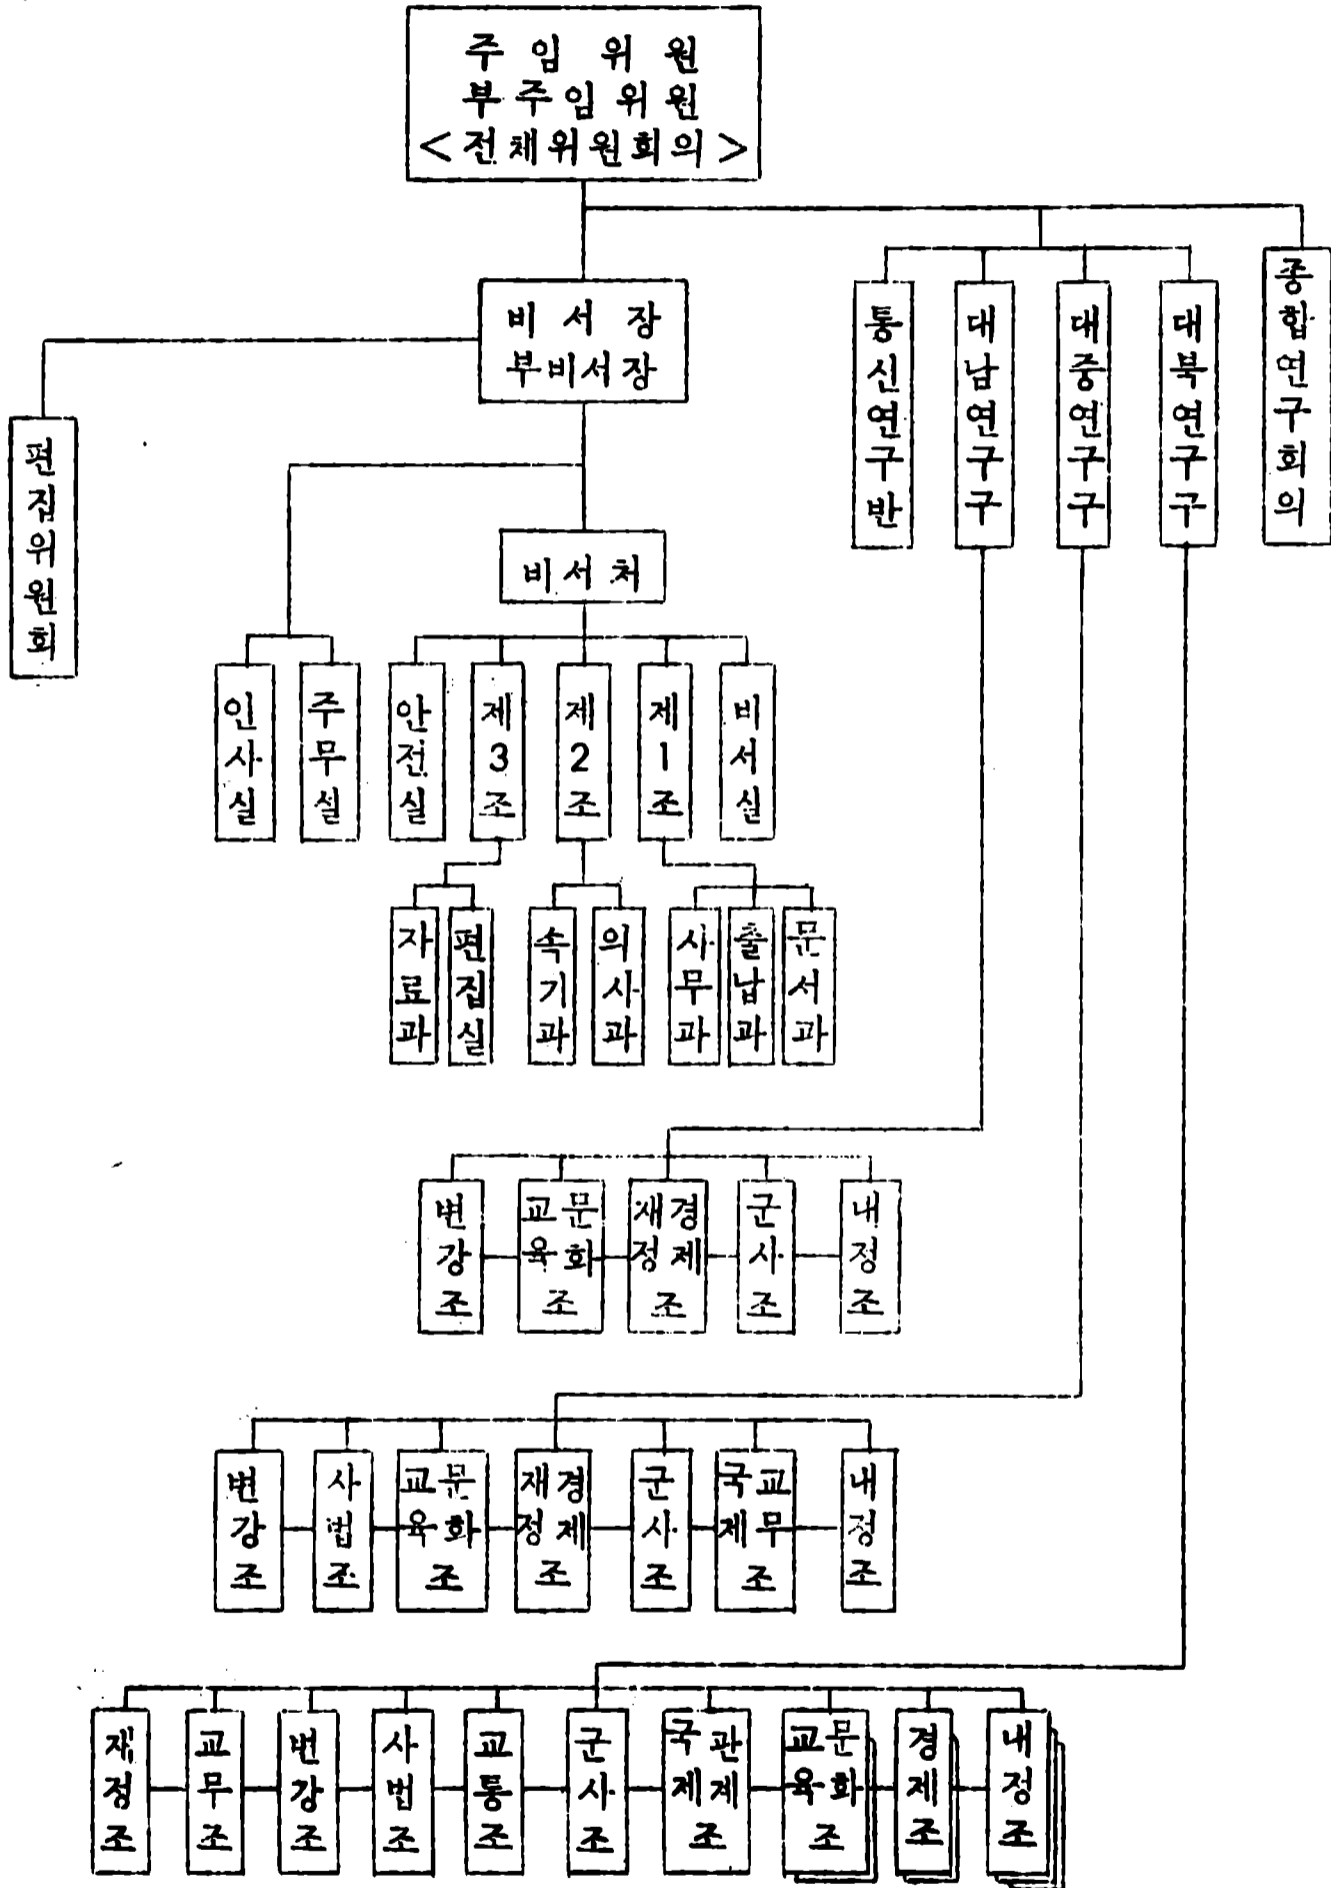 주임위원
부주임위원
<전채위원회의>
비서장
부비서장
편집위원회
통신연구반
대남연구구
대중연구구
대북연구구
종합연구회의
비서처
인사실
주무실
안전실
제3조
제2조
제1조
비서실
자료과
편집실
속기과
의사과
사무과
출납과
문서과
변강조
교육문화조
재정경제조
군사조
내정조
변강조
사법조
교육문화조
재정경제조
군사조
국제교무조
내정조
재정조
교무조
변강조
사법조
교통조
군사조
국제관계조
교육문화조
경제조
내정조